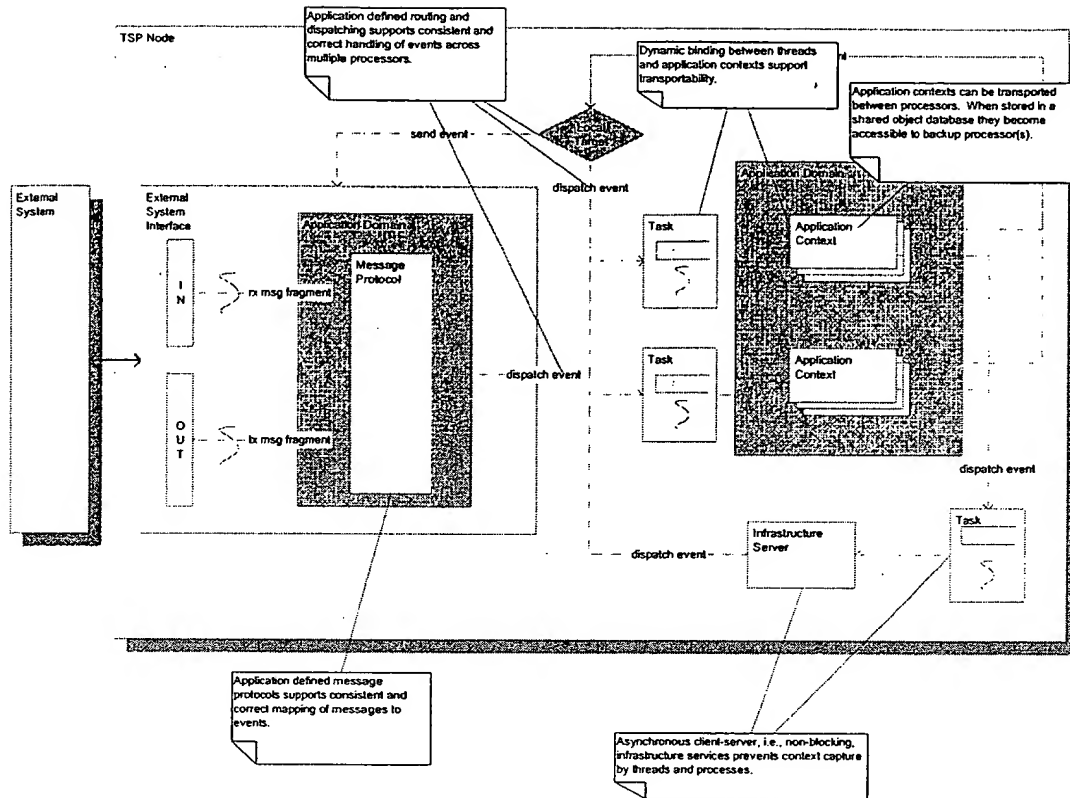 TSP Node
Application defined routing and
dispatching supports consistent and
correct handling of events across
multiple processors.
Dynamic binding between threads
and application contexts support
transportability.
Application contexts can be transported
between processors. When stored in a
shared object database they become
accessible to backup processor(s).
send event
Local
Target
dispatch event
External
System
External
System
Interface
IN
rx msg fragment
OUT
tx msg fragment
Application Domain
Message
Protocol
dispatch event
Task
Task
Application Domain
Application
Context
Application
Context
dispatch event
Task
Infrastructure
Server
dispatch event
Application defined message
protocols supports consistent and
correct mapping of messages to
events.
Asynchronous client-server, i.e., non-blocking,
infrastructure services prevents context capture
by threads and processes.